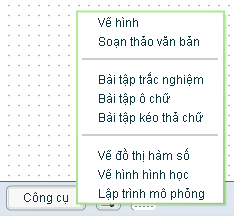 Vẽ hình
Soạn thảo văn bản
Bài tập trắc nghiệm
Bài tập ô chữ
Bài tập kéo thả chữ
Vẽ đồ thị hàm số
Vẽ hình hình học
Lập trình mô phỏng
Công cụ